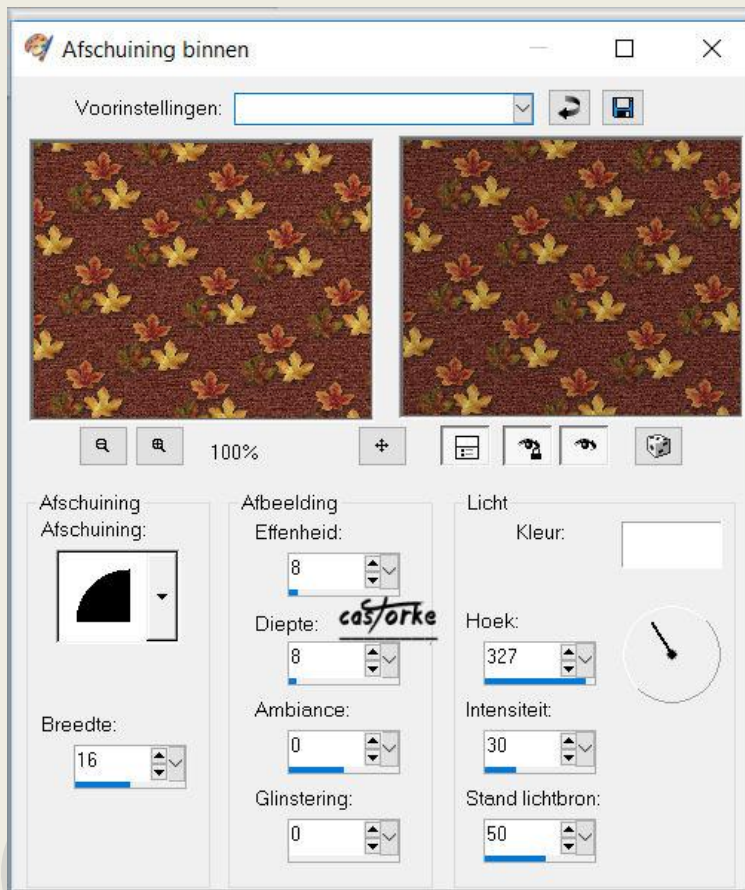 Afschuining binnen
Voorinstellingen:
100%
Afschuining
Afschuining:
Breedte:
16
Afbeelding
Effenheid:
8
Diepte:
8
castorke
Ambiance:
0
Glinstering:
0
Licht
Kleur:
Hoek:
327
Intensiteit:
30
Stand lichtbron:
50